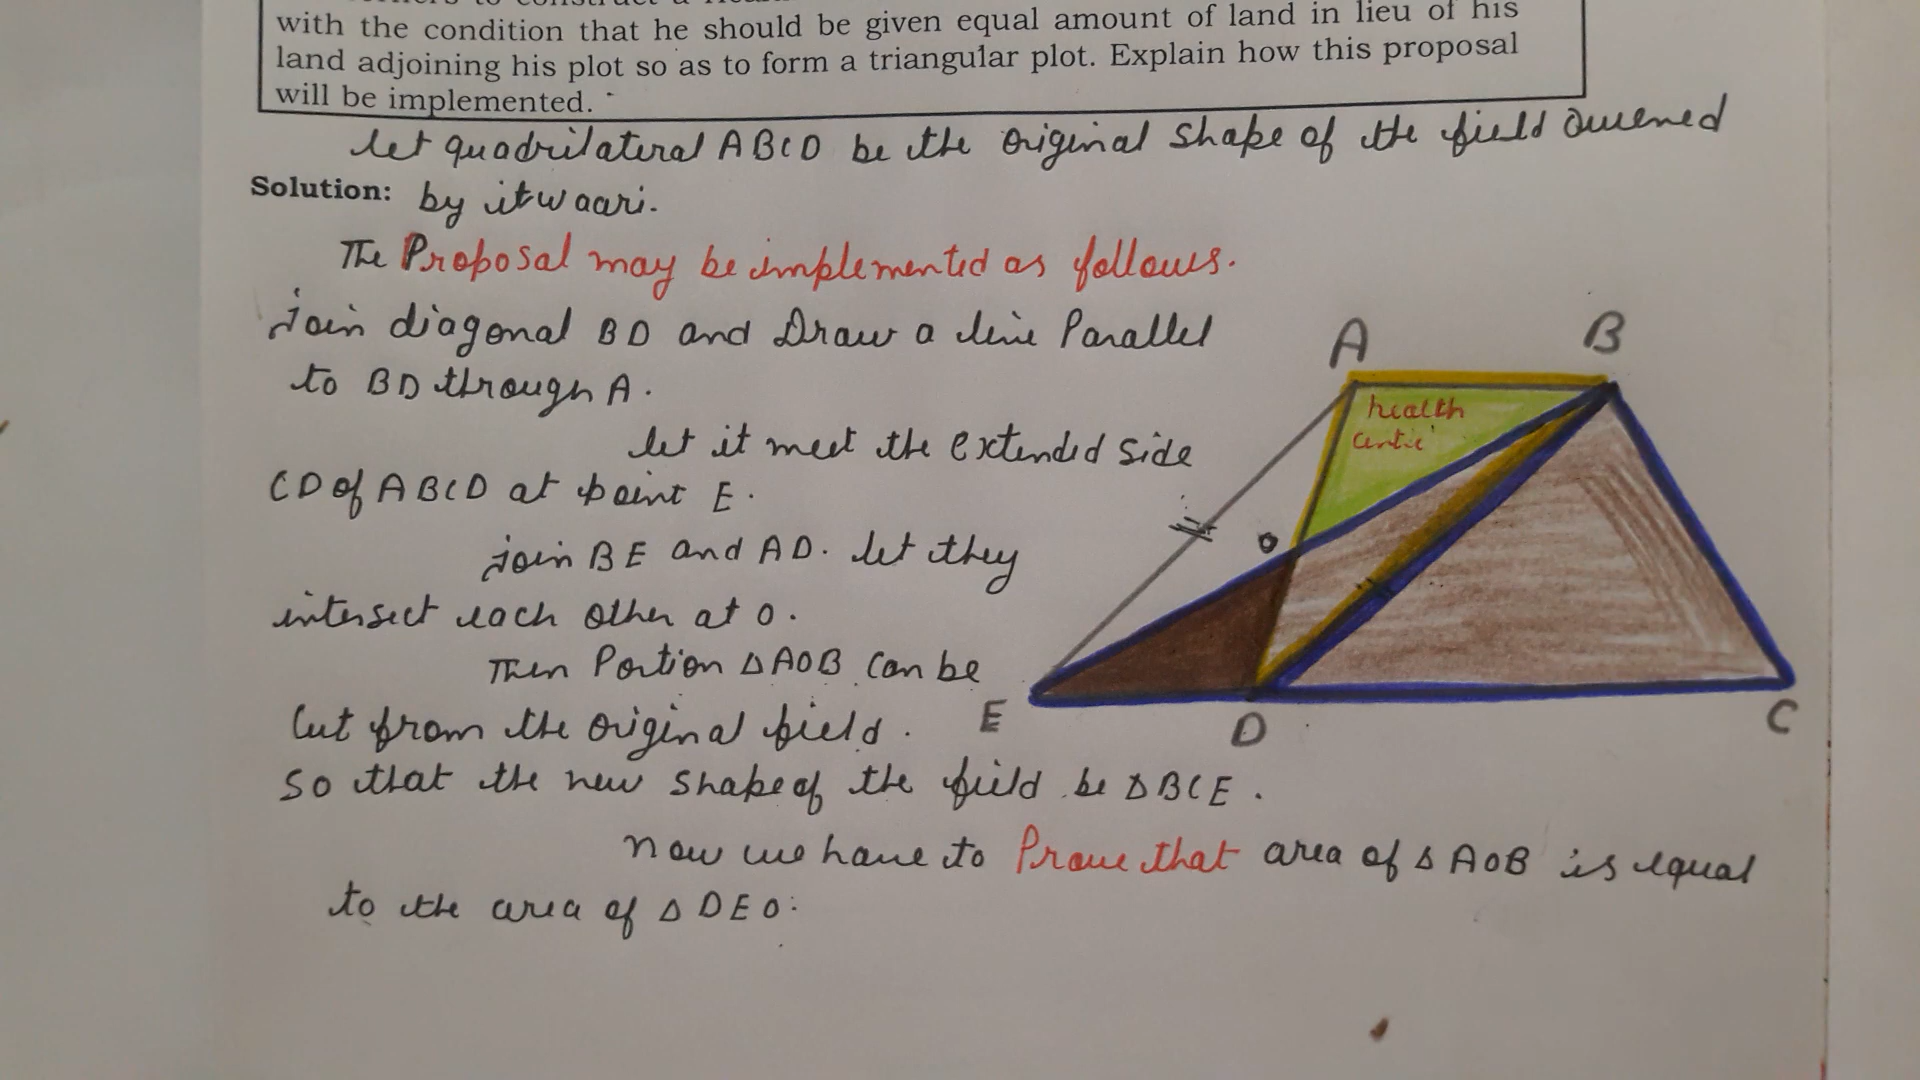 with the condition that he should be given equal amount of land in lieu of his
land adjoining his plot so as to form a triangular plot. Explain how this proposal
will be implemented.
let quadrilateral ABCD be the original shape of the field owened
Solution: by itwaari.
The Proposal may be implemented as follows.
Join diagonal BD and Draw a line Parallel
to BD through A.
let it meet the extended side
CD of ABCD at point E.
join BE and AD. let they
intersect each other at O.
Then Portion △AOB can be
Cut from the original field.
So that the new shape of the field be △BCE.
now we have to Prove that area of △AOB is equal
to the area of △DEO.
A
B
health
centre
O
E
D
C